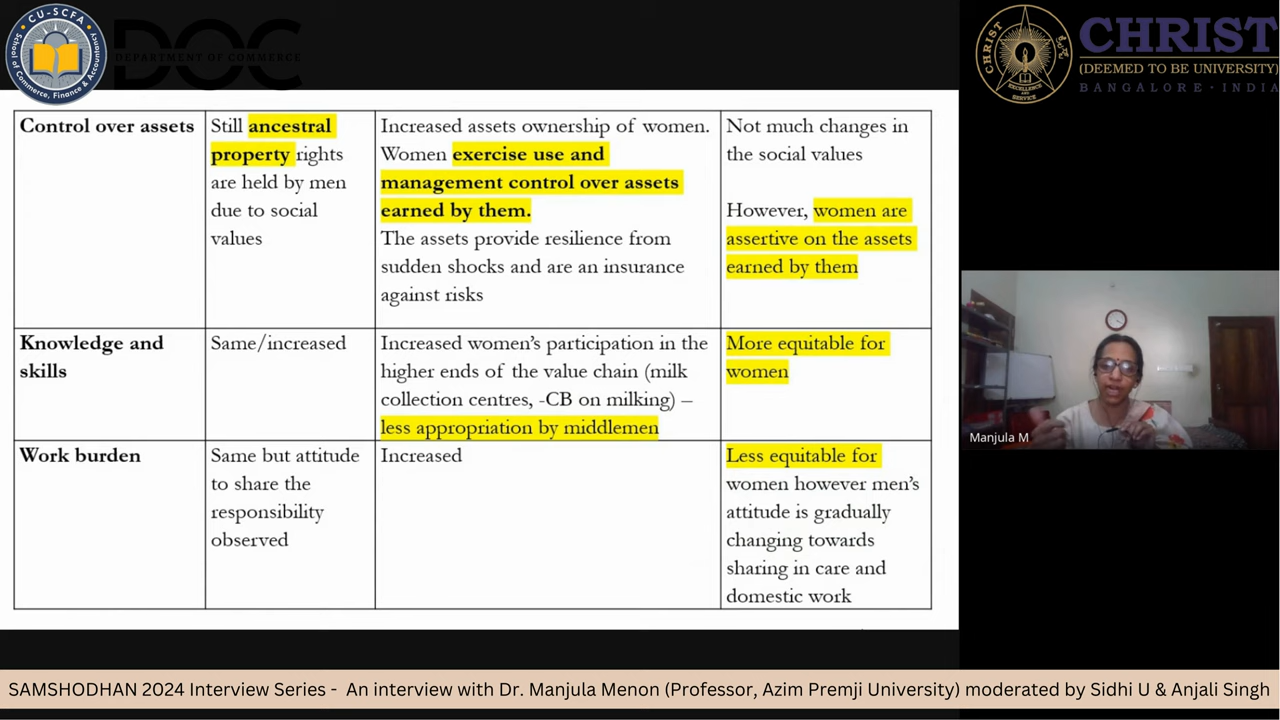 CU-SCFA
School of Commerce, Finance & Accountancy
DOC
DEPARTMENT OF COMMERCE
CHRIST
EXCELLENCE AND SERVICE
CHRIST
(DEEMED TO BE UNIVERSITY)
BANGALORE · INDIA
Control over assets
Still ancestral
property rights
are held by men
due to social
values
Increased assets ownership of women.
Women exercise use and
management control over assets
earned by them.
The assets provide resilience from
sudden shocks and are an insurance
against risks
Not much changes in
the social values
However, women are
assertive on the assets
earned by them
Knowledge and
skills
Same/increased
Increased women's participation in the
higher ends of the value chain (milk
collection centres, -CB on milking) –
less appropriation by middlemen
More equitable for
women
Work burden
Same but attitude
to share the
responsibility
observed
Increased
Less equitable for
women however men's
attitude is gradually
changing towards
sharing in care and
domestic work
Manjula M
SAMSHODHAN 2024 Interview Series - An interview with Dr. Manjula Menon (Professor, Azim Premji University) moderated by Sidhi U & Anjali Singh